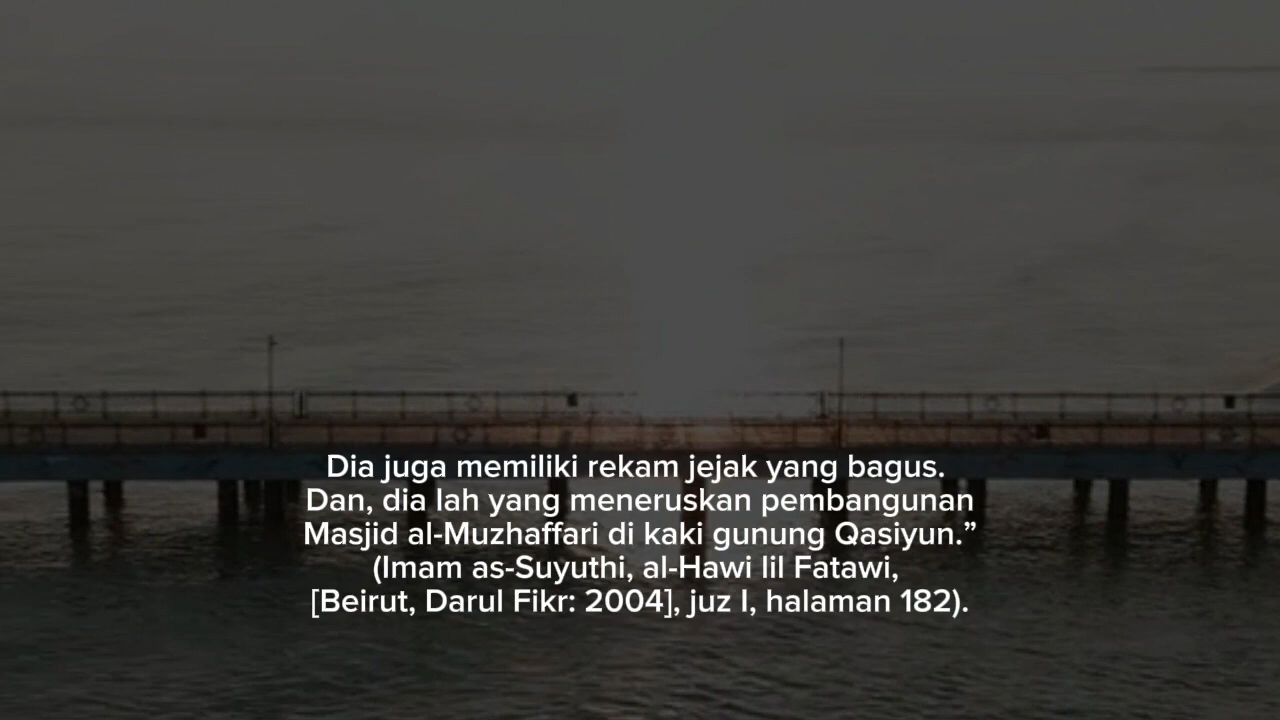 Dia juga memiliki rekam jejak yang bagus.
Dan, dia lah yang meneruskan pembangunan
Masjid al-Muzhaffari di kaki gunung Qasiyun.”
(Imam as-Suyuthi, al-Hawi lil Fatawi,
[Beirut, Darul Fikr: 2004], juz I, halaman 182).